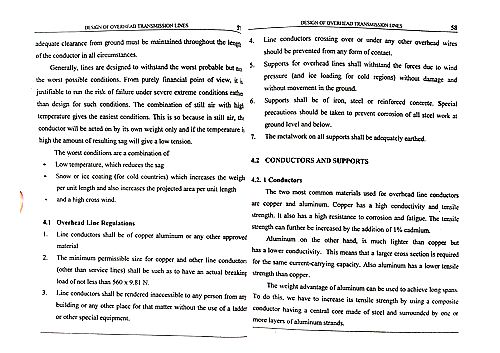 DESIGN OF OVERHEAD TRANSMISSION LINES
adequate clearance from ground must be maintained throughout the
of the conductor in all circumstances.
Generally, lines are designed to withstand the worst probable but
the worst possible conditions. From purely financial point of view, it
justifiable to run the risk of failure under severe extreme conditions
than design for such conditions. The combination of still air with
temperature gives the easiest conditions. This is so because in still air,
conductor will be acted on by its own weight only and if the temperature
high the amount of resulting sag will give a low tension.
The worst conditions are a combination of
• Low temperature, which reduces the sag
• Snow or ice coating (for cold countries) which increases the
per unit length and also increases the projected area per unit length
• and a high cross wind.
4.1 Overhead Line Regulations
1. Line conductors shall be of copper aluminum or any other approved
material
2. The minimum permissible size for copper and other line conductors
(other than service lines) shall be such as to have an actual breaking
load of not less than 560 x 9.81 N.
3. Line conductors shall be rendered inaccessible to any person from
building or any other place for that matter without the use of a ladder
or other special equipment.
DESIGN OF OVERHEAD TRANSMISSION LINES 58
4. Line conductors crossing over or under any other overhead wires
should be prevented from any form of contact.
5. Supports for overhead lines shall withstand the forces due to wind
pressure (and ice loading for cold regions) without damage and
without movement in the ground.
6. Supports shall be of iron, steel or reinforced concrete. Special
precautions should be taken to prevent corrosion of all steel work at
ground level and below.
7. The metalwork on all supports shall be adequately earthed.
4.2 CONDUCTORS AND SUPPORTS
4.2. 1 Conductors
The two most common materials used for overhead line conductors
are copper and aluminum. Copper has a high conductivity and tensile
strength. It also has a high resistance to corrosion and fatigue. The tensile
strength can further be increased by the addition of 1% cadmium.
Aluminum on the other hand, is much lighter than copper but
has a lower conductivity. This means that a larger cross section is required
for the same current-carrying capacity. Also aluminum has a lower tensile
strength than copper.
The weight advantage of aluminum can be used to achieve long spans.
To do this, we have to increase its tensile strength by using a composite
conductor having a central core made of steel and surrounded by one or
more layers of aluminum strands.